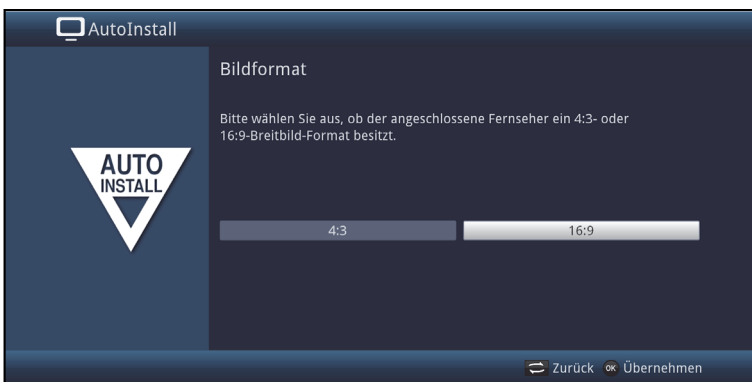 AutoInstall
Bildformat
Bitte wählen Sie aus, ob der angeschlossene Fernseher ein 4:3- oder
16:9-Breitbild-Format besitzt.
AUTO
INSTALL
4:3
16:9
Zurück
OK
Übernehmen